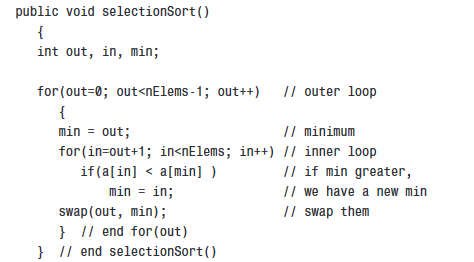 public void selectionSort()
{
int out, in, min;
for(out=0; out<nElems-1; out++) // outer loop
{
min = out; // minimum
for(in=out+1; in<nElems; in++) // inner loop
if(a[in] < a[min] ) // if min greater,
min = in; // we have a new min
swap(out, min); // swap them
} // end for(out)
} // end selectionSort()